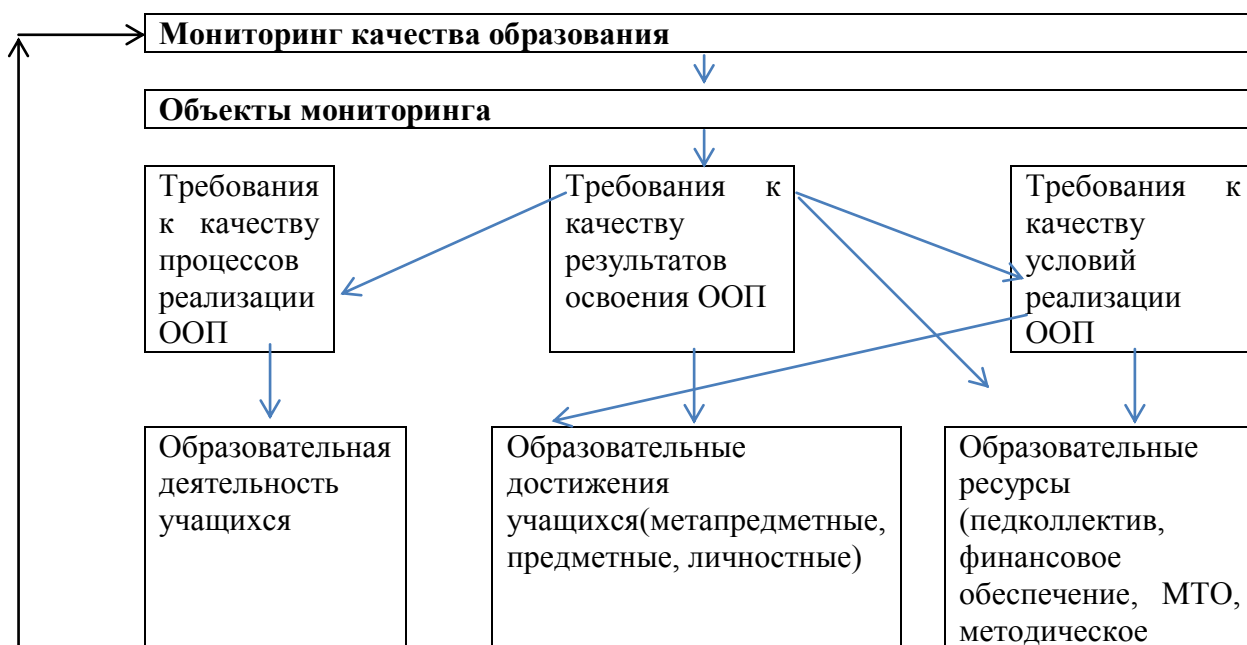 Мониторинг качества образования
Объекты мониторинга
Требования
к качеству
процессов
реализации
ООП
Требования к
качеству
результатов
освоения ООП
Требования к
качеству
условий
реализации
ООП
Образовательная
деятельность
учащихся
Образовательные
достижения
учащихся(метапредметные,
предметные, личностные)
Образовательные
ресурсы
(педколлектив,
финансовое
обеспечение, МТО,
методическое